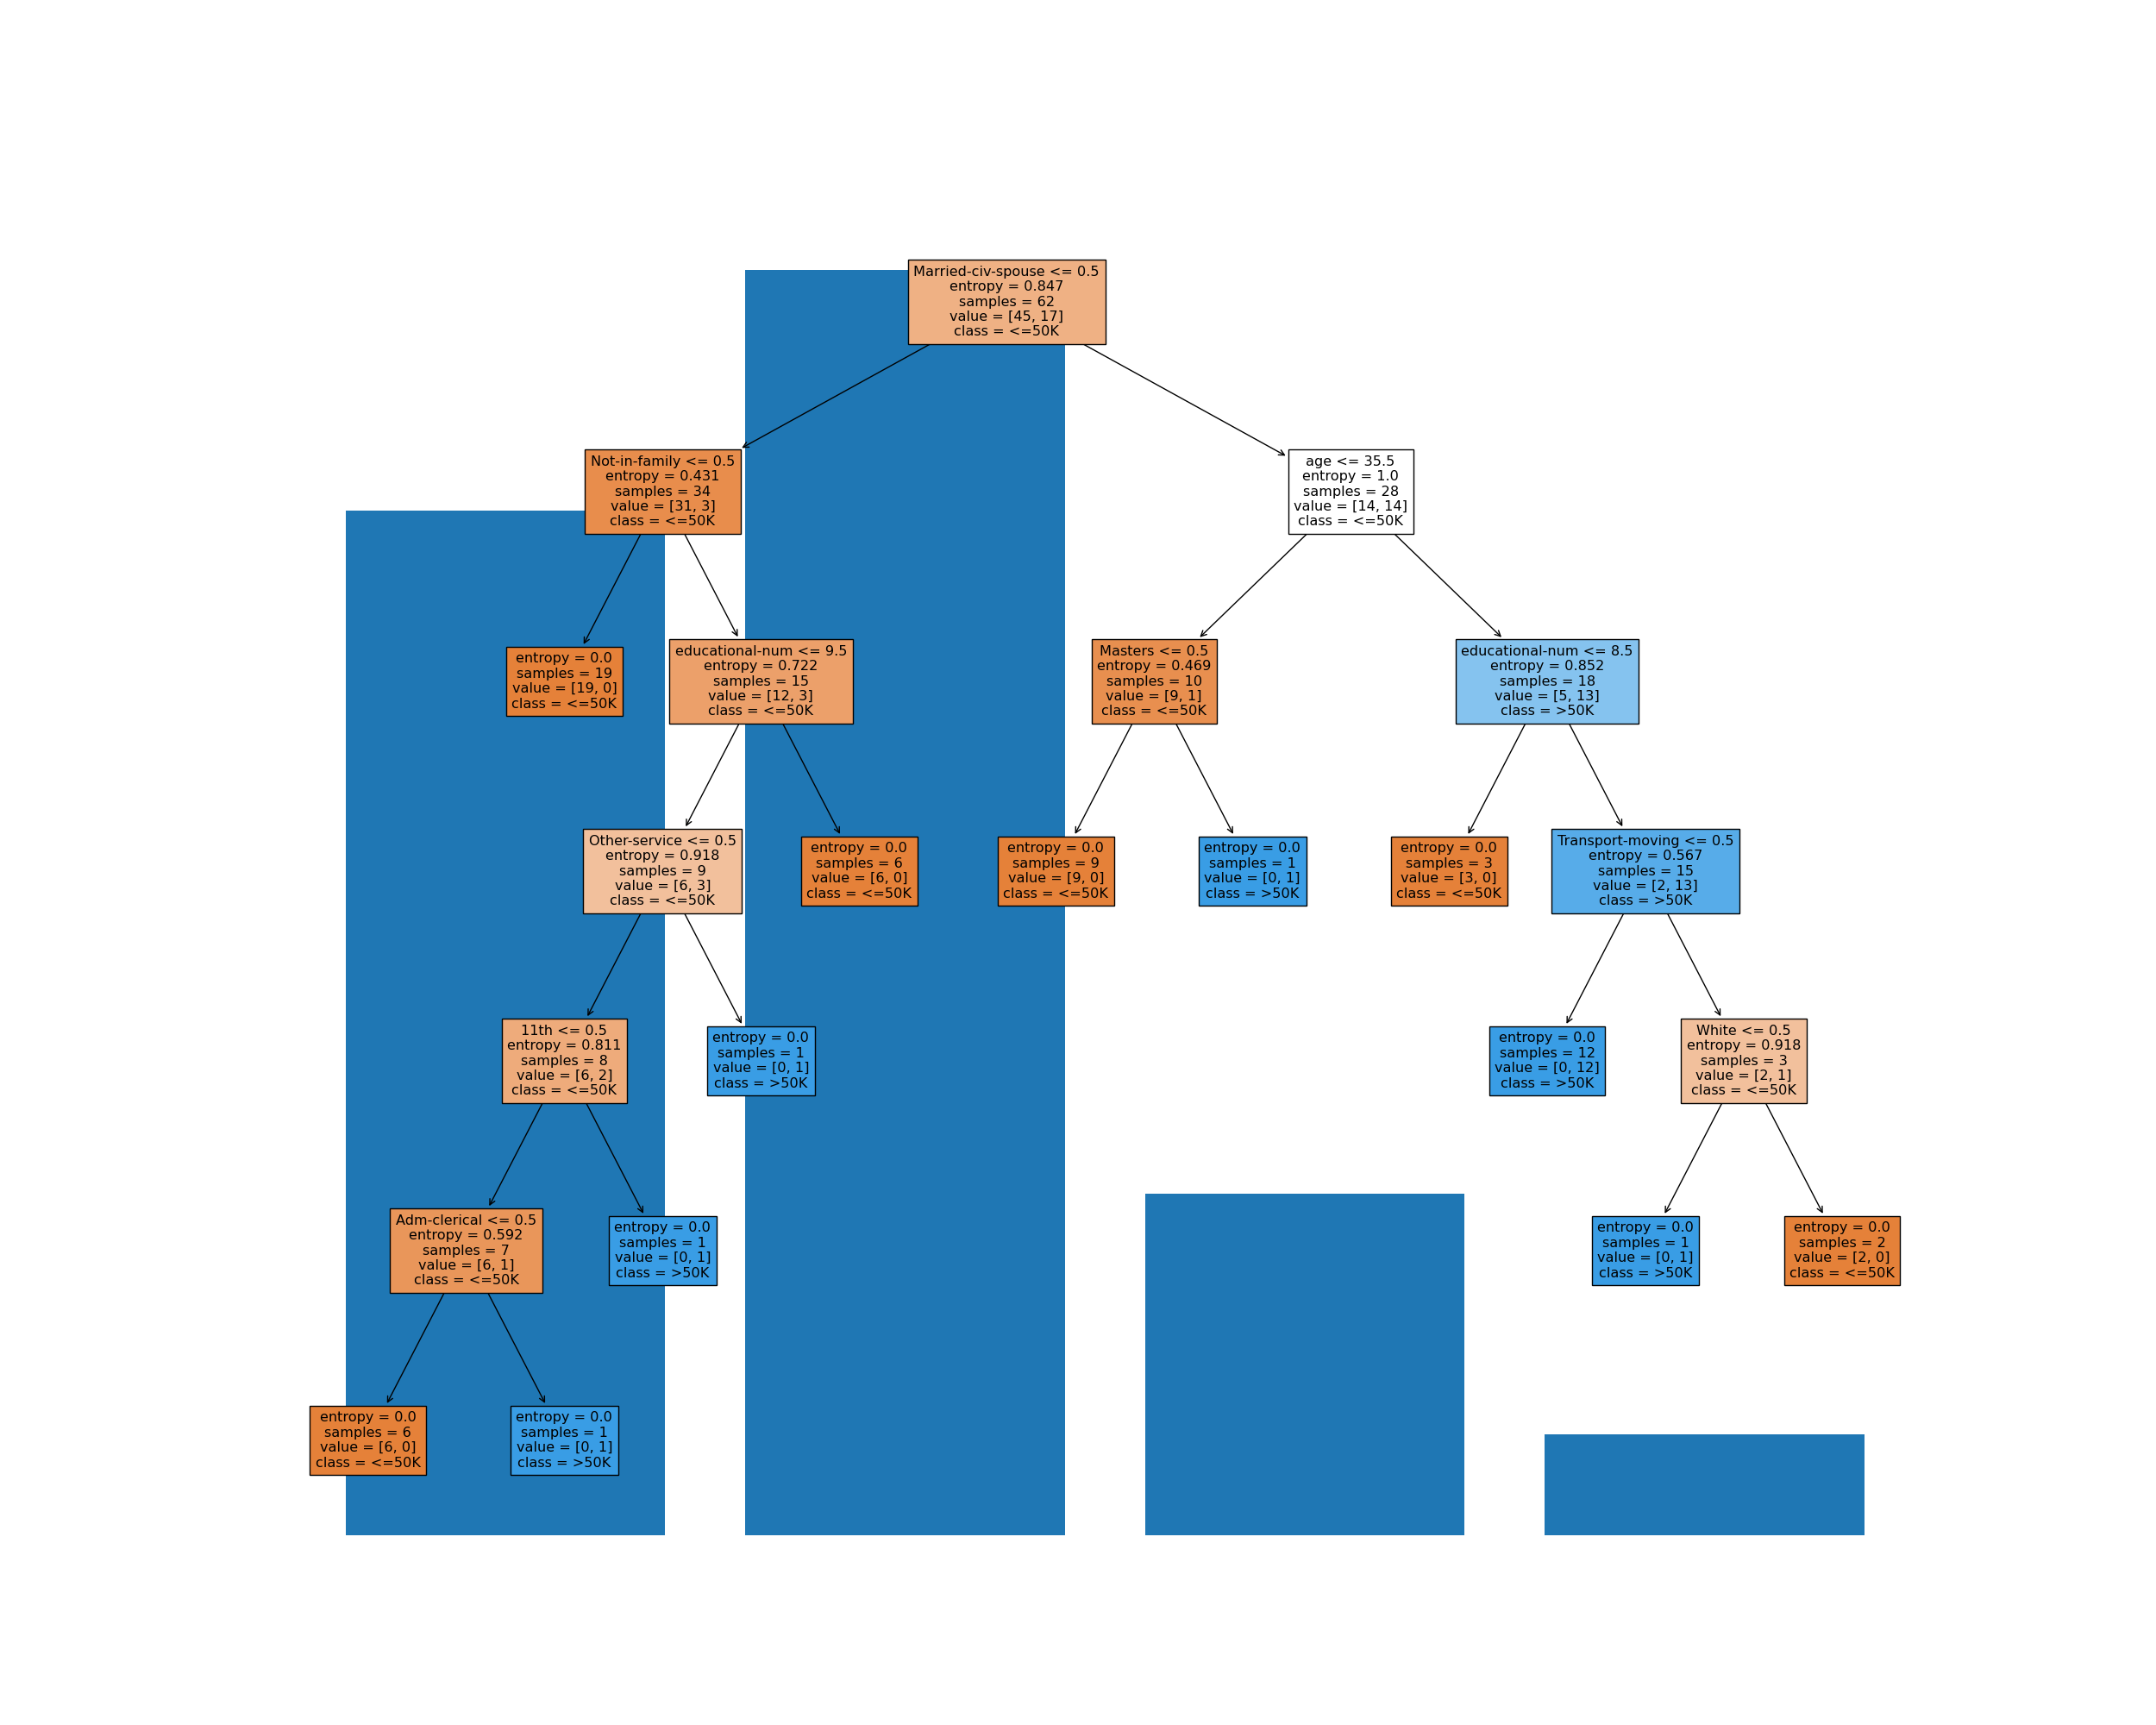 Married-civ-spouse <= 0.5
entropy = 0.847
samples = 62
value = [45, 17]
class = <=50K
Not-in-family <= 0.5
entropy = 0.431
samples = 34
value = [31, 3]
class = <=50K
age <= 35.5
entropy = 1.0
samples = 28
value = [14, 14]
class = <=50K
entropy = 0.0
samples = 19
value = [19, 0]
class = <=50K
educational-num <= 9.5
entropy = 0.722
samples = 15
value = [12, 3]
class = <=50K
Masters <= 0.5
entropy = 0.469
samples = 10
value = [9, 1]
class = <=50K
educational-num <= 8.5
entropy = 0.852
samples = 18
value = [5, 13]
class = >50K
Other-service <= 0.5
entropy = 0.918
samples = 9
value = [6, 3]
class = <=50K
entropy = 0.0
samples = 6
value = [6, 0]
class = <=50K
entropy = 0.0
samples = 9
value = [9, 0]
class = <=50K
entropy = 0.0
samples = 1
value = [0, 1]
class = >50K
entropy = 0.0
samples = 3
value = [3, 0]
class = <=50K
Transport-moving <= 0.5
entropy = 0.567
samples = 15
value = [2, 13]
class = >50K
11th <= 0.5
entropy = 0.811
samples = 8
value = [6, 2]
class = <=50K
entropy = 0.0
samples = 1
value = [0, 1]
class = >50K
entropy = 0.0
samples = 12
value = [0, 12]
class = >50K
White <= 0.5
entropy = 0.918
samples = 3
value = [2, 1]
class = <=50K
Adm-clerical <= 0.5
entropy = 0.592
samples = 7
value = [6, 1]
class = <=50K
entropy = 0.0
samples = 1
value = [0, 1]
class = >50K
entropy = 0.0
samples = 1
value = [0, 1]
class = >50K
entropy = 0.0
samples = 2
value = [2, 0]
class = <=50K
entropy = 0.0
samples = 6
value = [6, 0]
class = <=50K
entropy = 0.0
samples = 1
value = [0, 1]
class = >50K